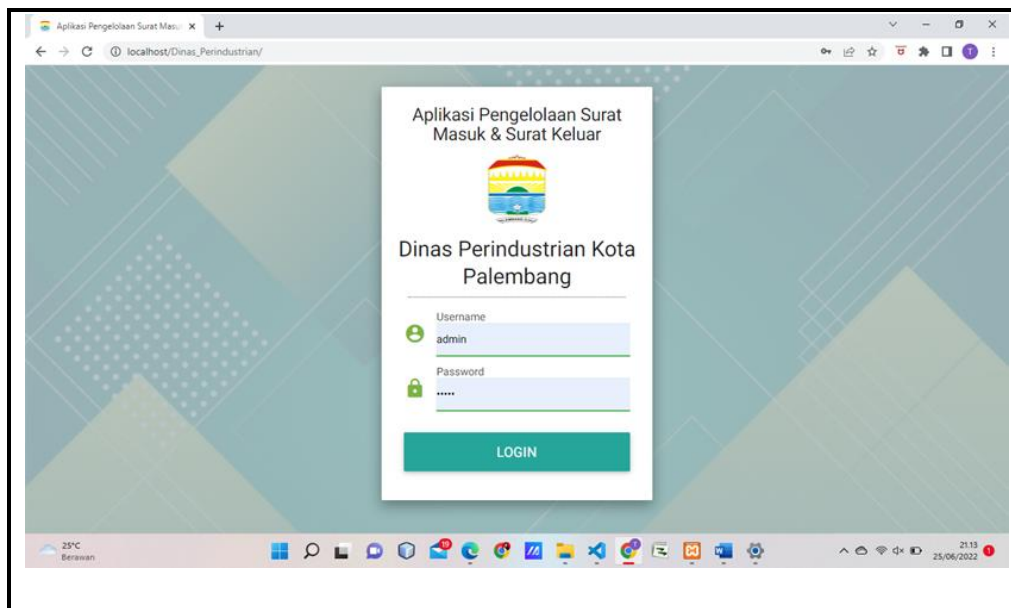 Aplikasi Pengelolaan Surat Masu
localhost/Dinas_Perindustrian/
T
Aplikasi Pengelolaan Surat
Masuk & Surat Keluar
Dinas Perindustrian Kota
Palembang
Username
admin
Password
•••••
LOGIN
25°C
Berawan
19
21.13
25/06/2022